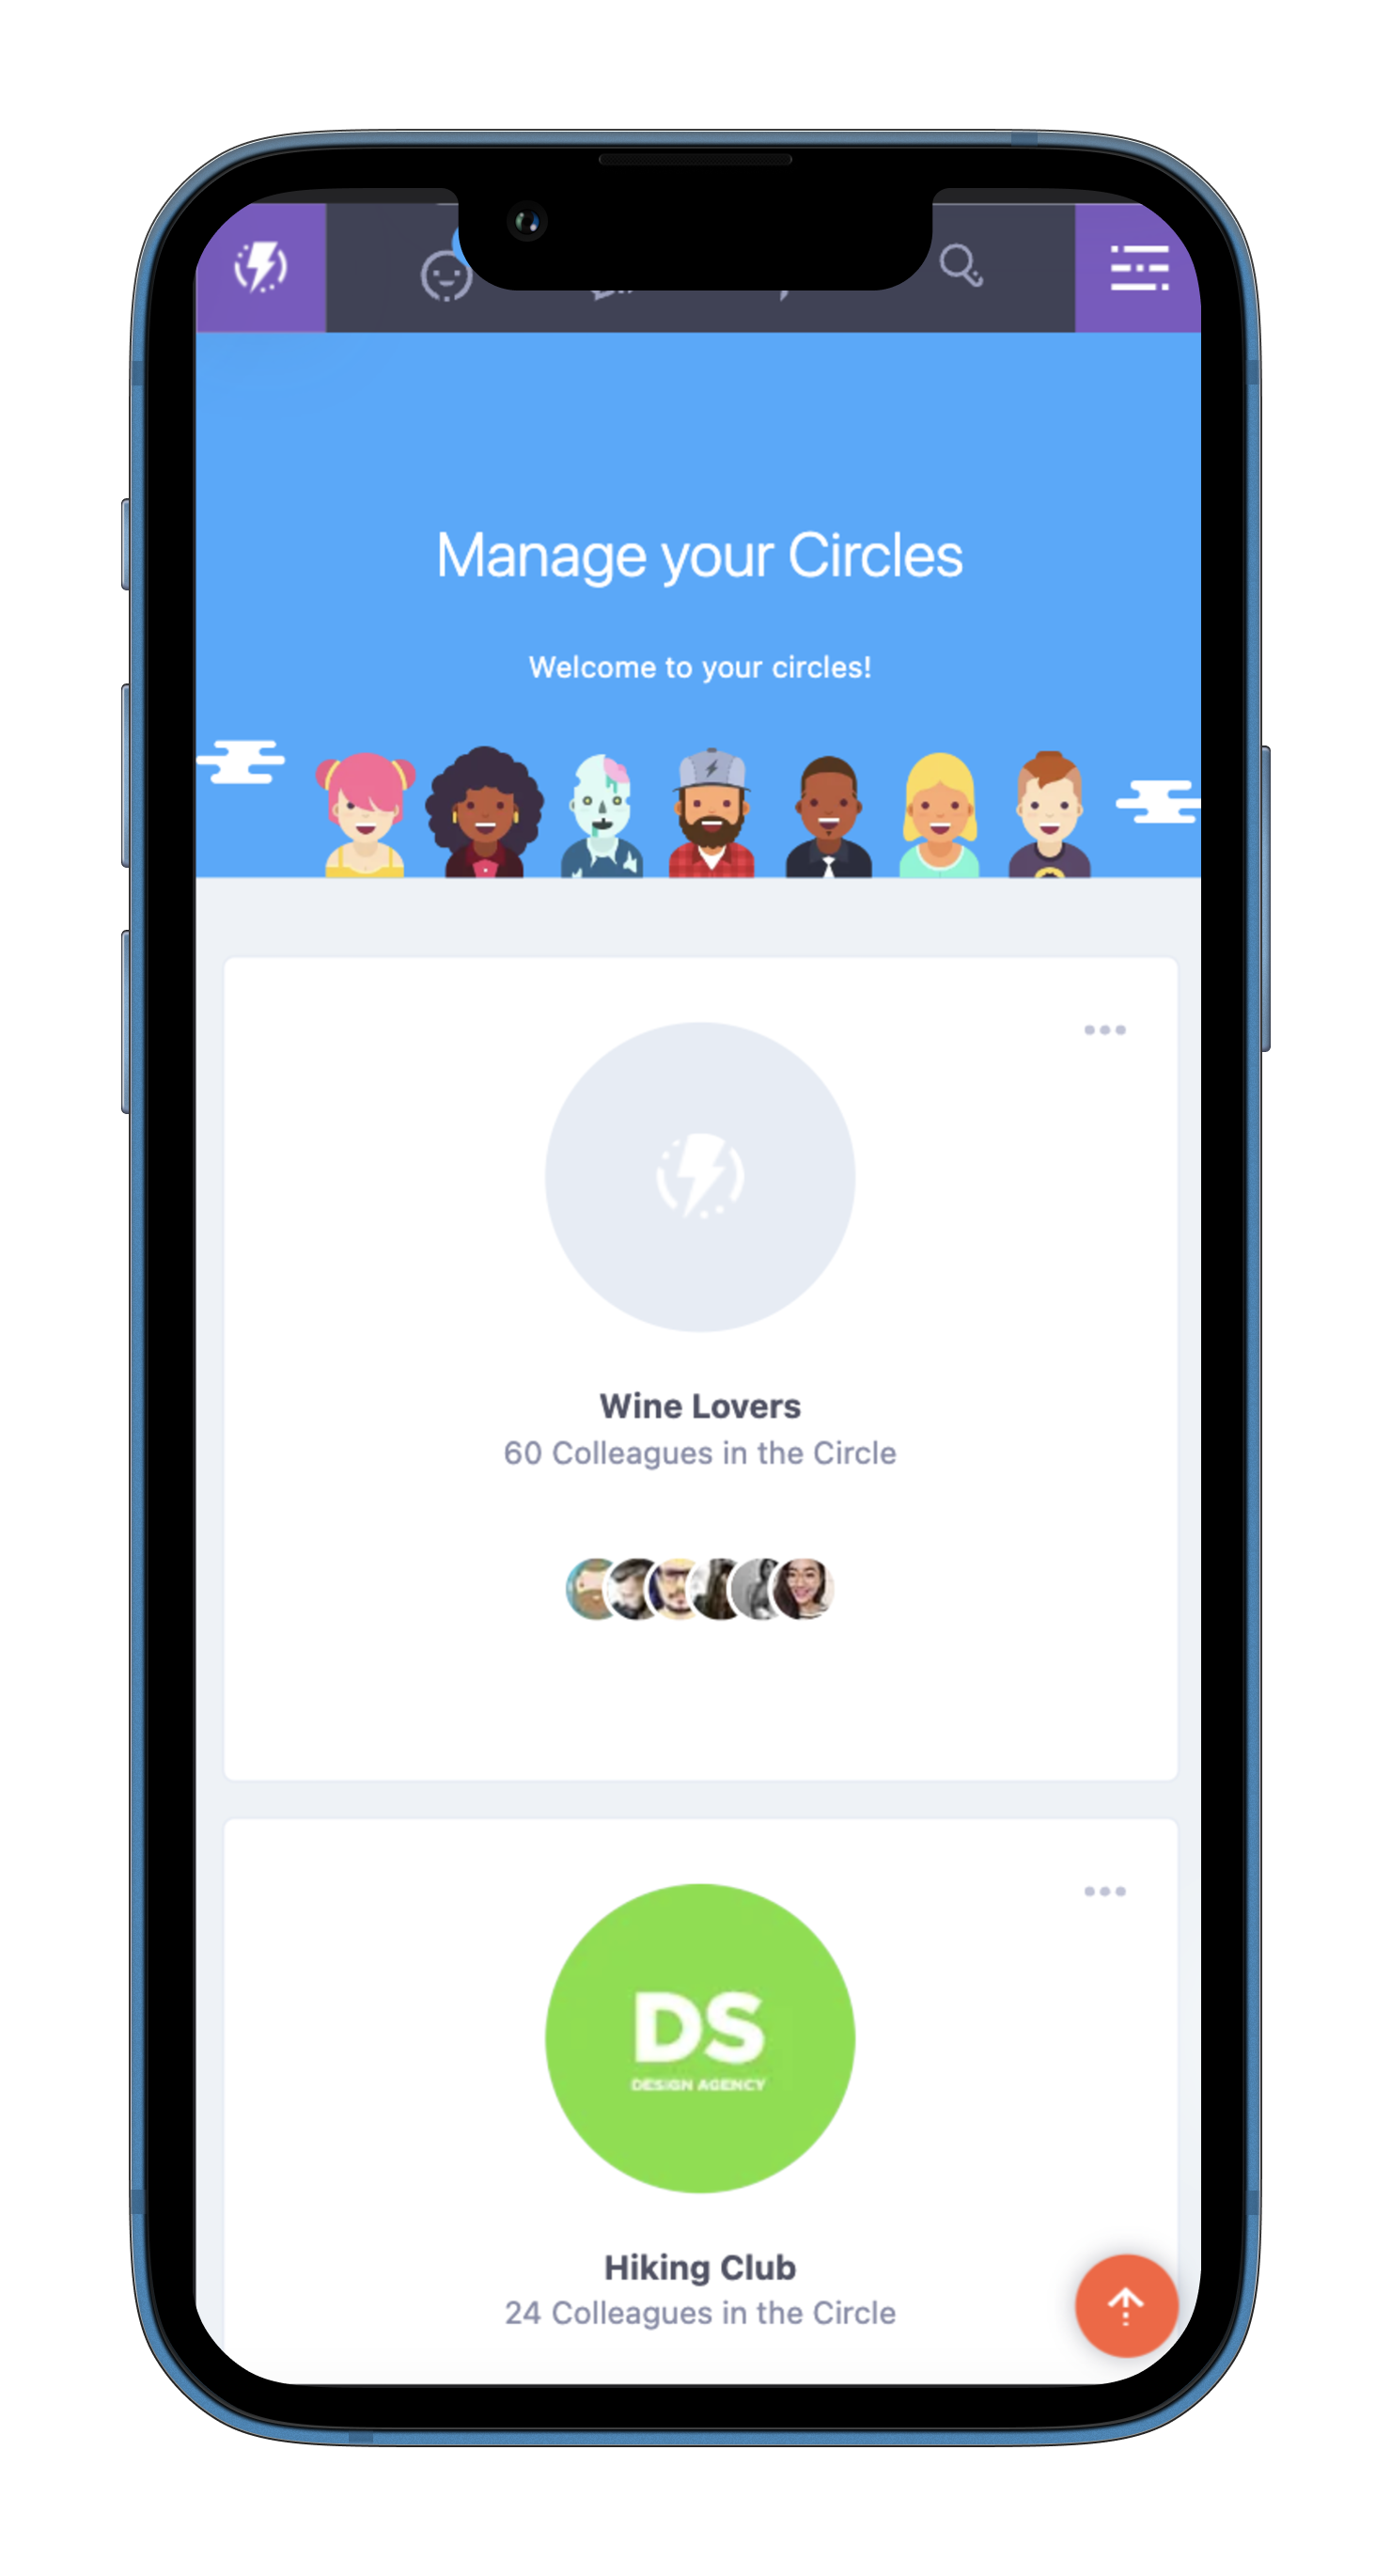 Manage your Circles
Welcome to your circles!
Wine Lovers
60 Colleagues in the Circle
DS
DESIGN AGENCY
Hiking Club
24 Colleagues in the Circle